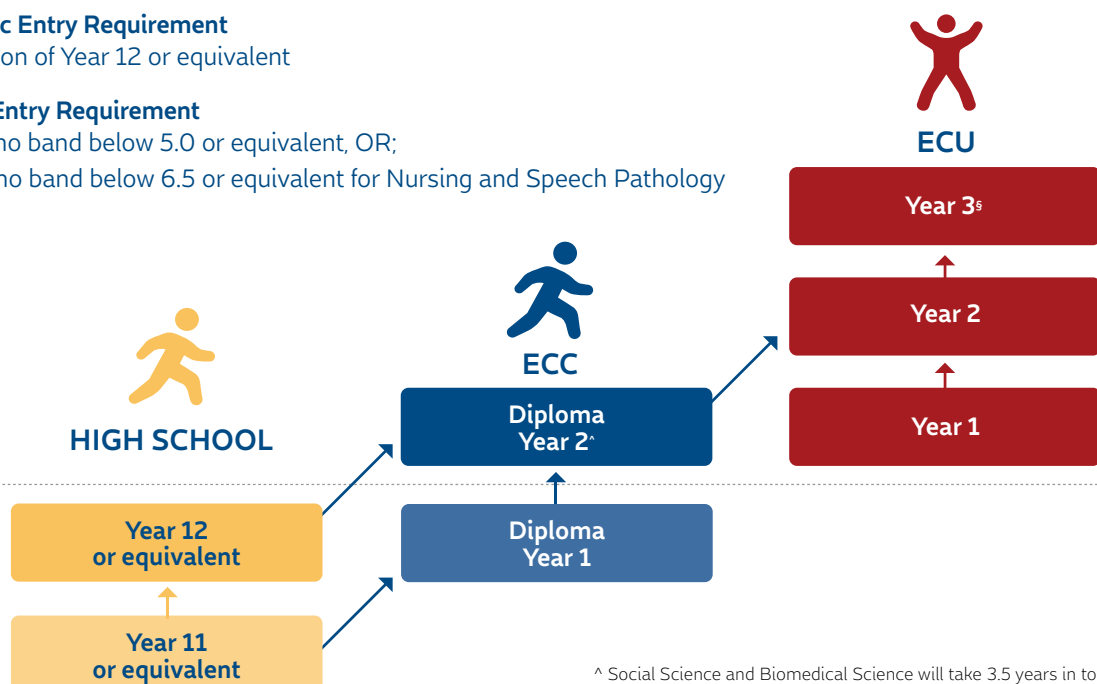 c Entry Requirement
on of Year 12 or equivalent
Entry Requirement
no band below 5.0 or equivalent, OR;
no band below 6.5 or equivalent for Nursing and Speech Pathology
ECU
Year 3§
Year 2
Year 1
ECC
Diploma
Year 2^
Diploma
Year 1
HIGH SCHOOL
Year 12
or equivalent
Year 11
or equivalent
^ Social Science and Biomedical Science will take 3.5 years in to